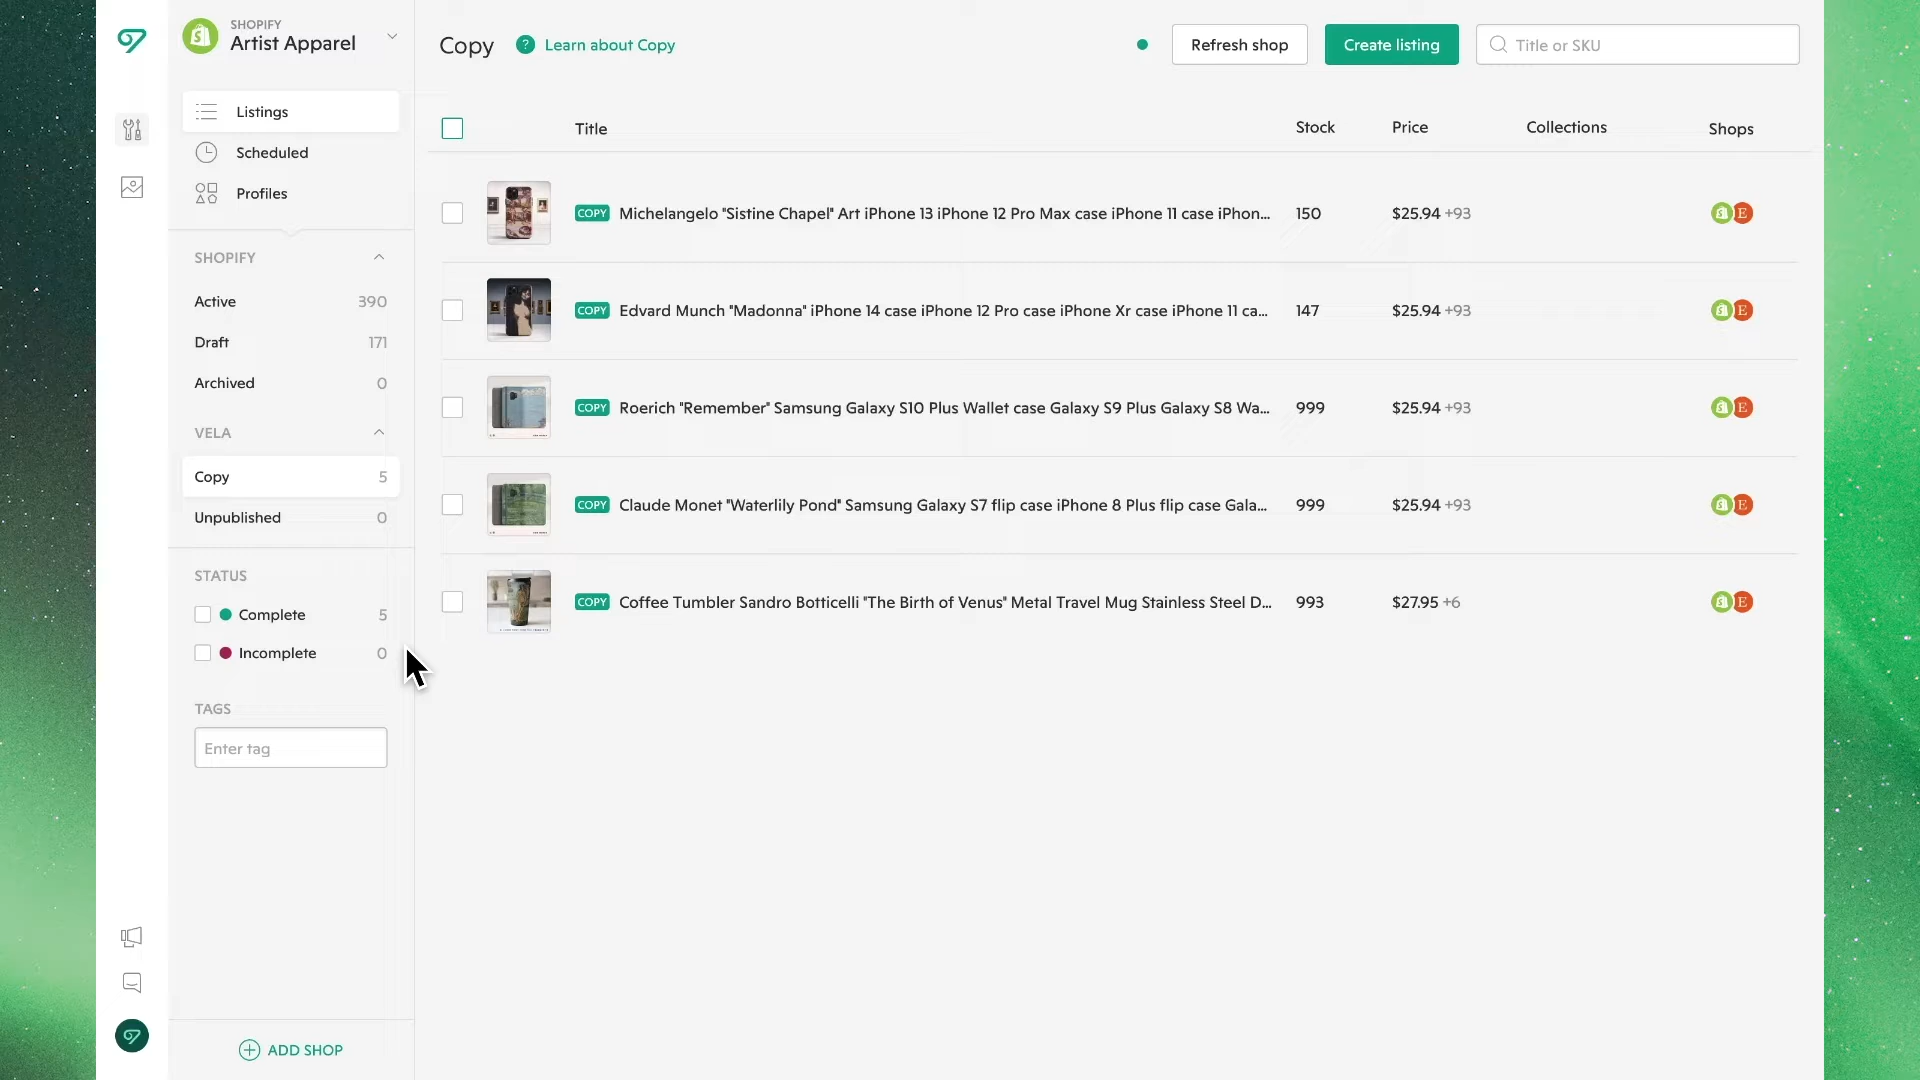 SHOPIFY
Artist Apparel
Listings
Scheduled
Profiles
SHOPIFY
Active 390
Draft 171
Archived 0
VELA
Copy 5
Unpublished 0
STATUS
Complete 5
Incomplete 0
TAGS
Enter tag
ADD SHOP
Copy ? Learn about Copy
Refresh shop
Create listing
Title or SKU
Title Stock Price Collections Shops
COPY Michelangelo "Sistine Chapel" Art iPhone 13 iPhone 12 Pro Max case iPhone 11 case iPhon... 150 $25.94 +93 S E
COPY Edvard Munch "Madonna" iPhone 14 case iPhone 12 Pro case iPhone Xr case iPhone 11 ca... 147 $25.94 +93 S E
COPY Roerich "Remember" Samsung Galaxy S10 Plus Wallet case Galaxy S9 Plus Galaxy S8 Wa... 999 $25.94 +93 S E
COPY Claude Monet "Waterlily Pond" Samsung Galaxy S7 flip case iPhone 8 Plus flip case Gala... 999 $25.94 +93 S E
COPY Coffee Tumbler Sandro Botticelli "The Birth of Venus" Metal Travel Mug Stainless Steel D... 993 $27.95 +6 S E